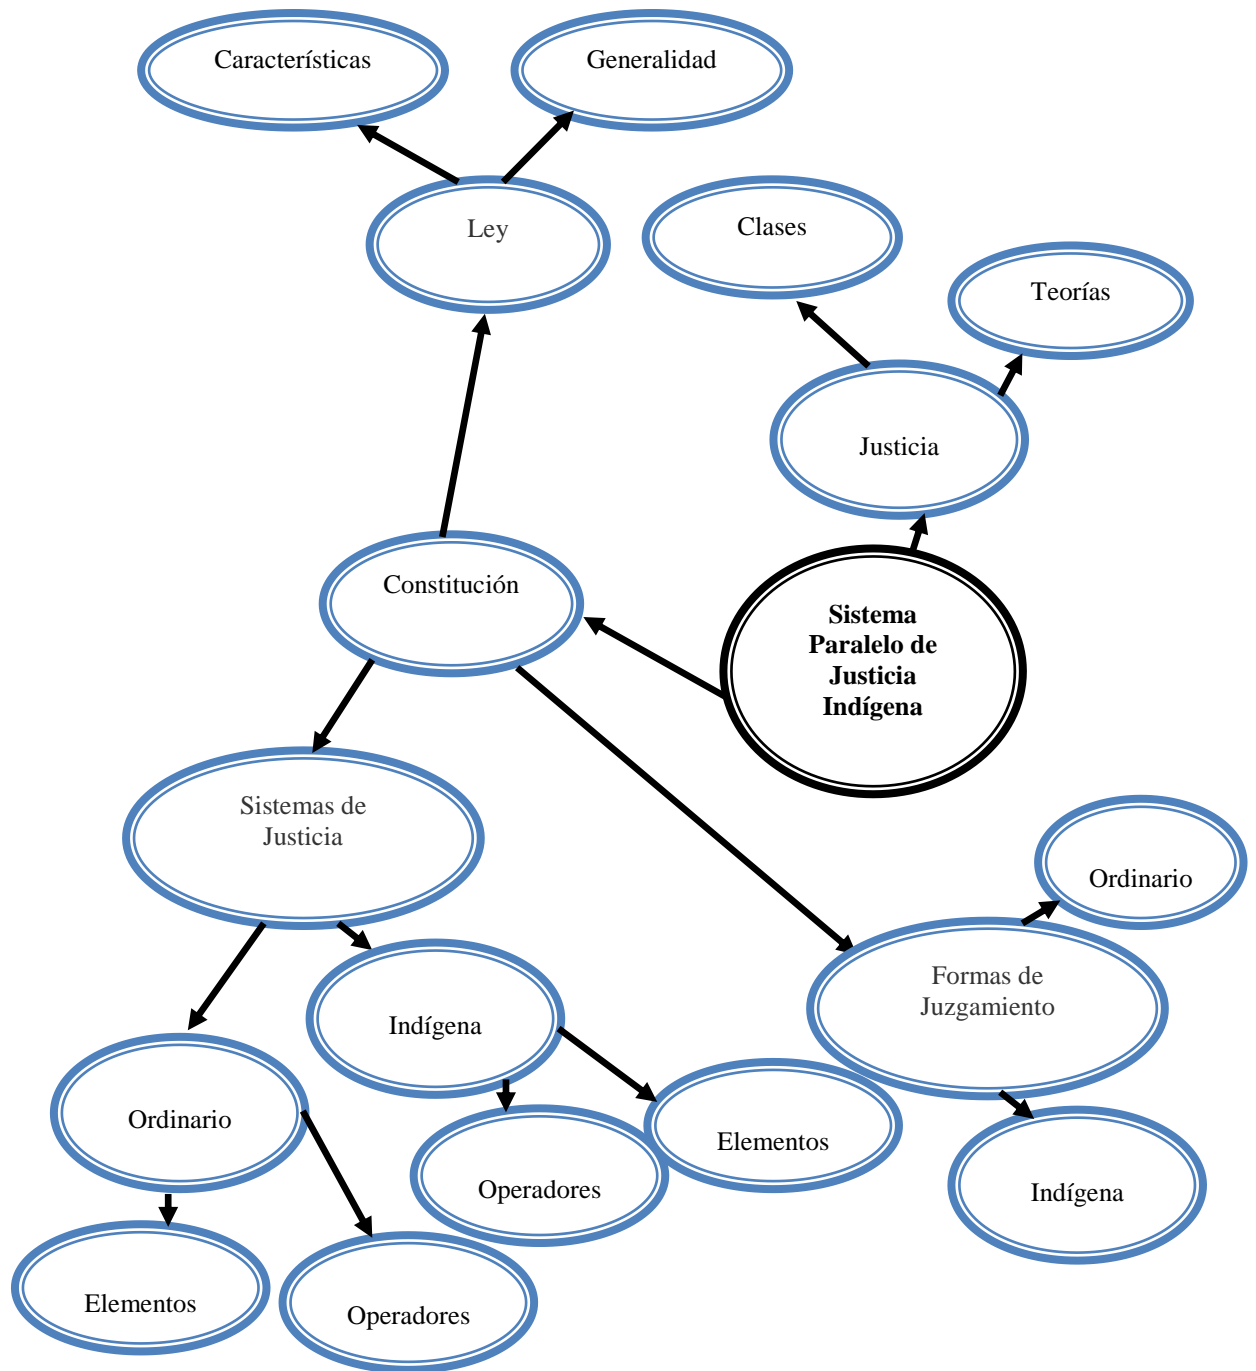 Características
Generalidad
Ley
Clases
Teorías
Justicia
Constitución
Sistema
Paralelo de
Justicia
Indígena
Sistemas de
Justicia
Ordinario
Formas de
Juzgamiento
Indígena
Ordinario
Elementos
Operadores
Indígena
Elementos
Operadores